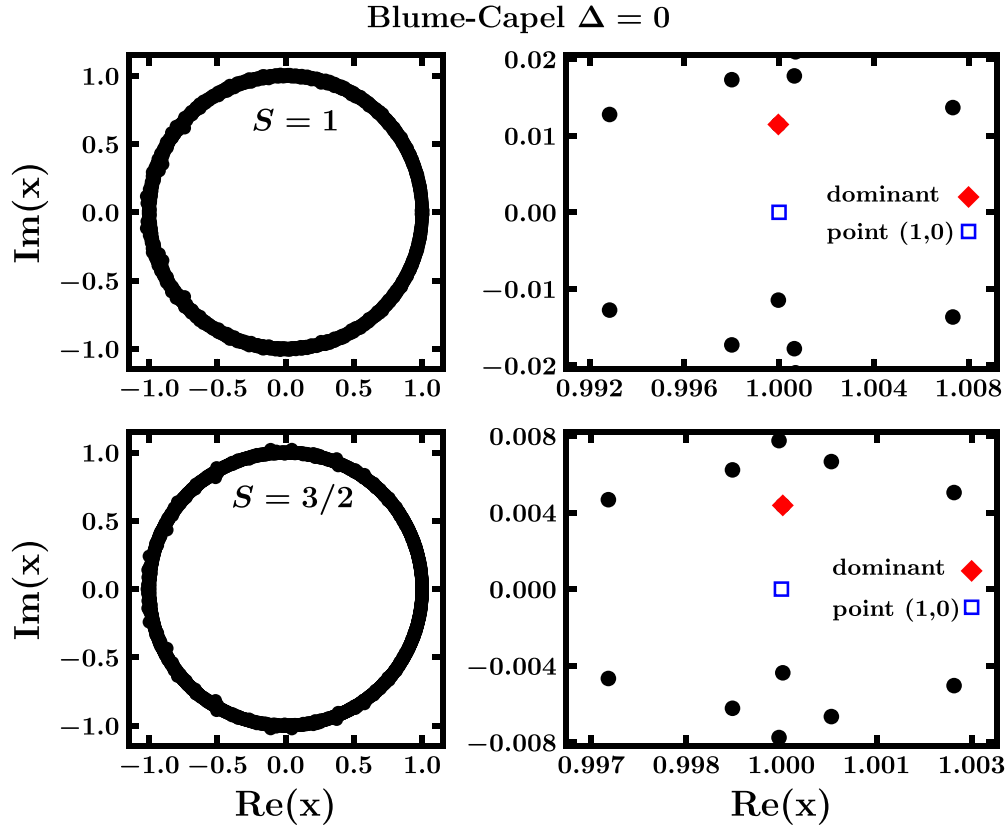 Blume-Capel Δ = 0
Im(x)
1.0
0.5
0.0
−0.5
−1.0
S = 1
−1.0 −0.5 0.0 0.5 1.0
0.02
0.01
0.00
−0.01
−0.02
dominant
point (1,0)
0.992 0.996 1.000 1.004 1.008
Im(x)
1.0
0.5
0.0
−0.5
−1.0
S = 3/2
−1.0 −0.5 0.0 0.5 1.0
Re(x)
0.008
0.004
0.000
−0.004
−0.008
dominant
point (1,0)
0.997 0.998 1.000 1.001 1.003
Re(x)